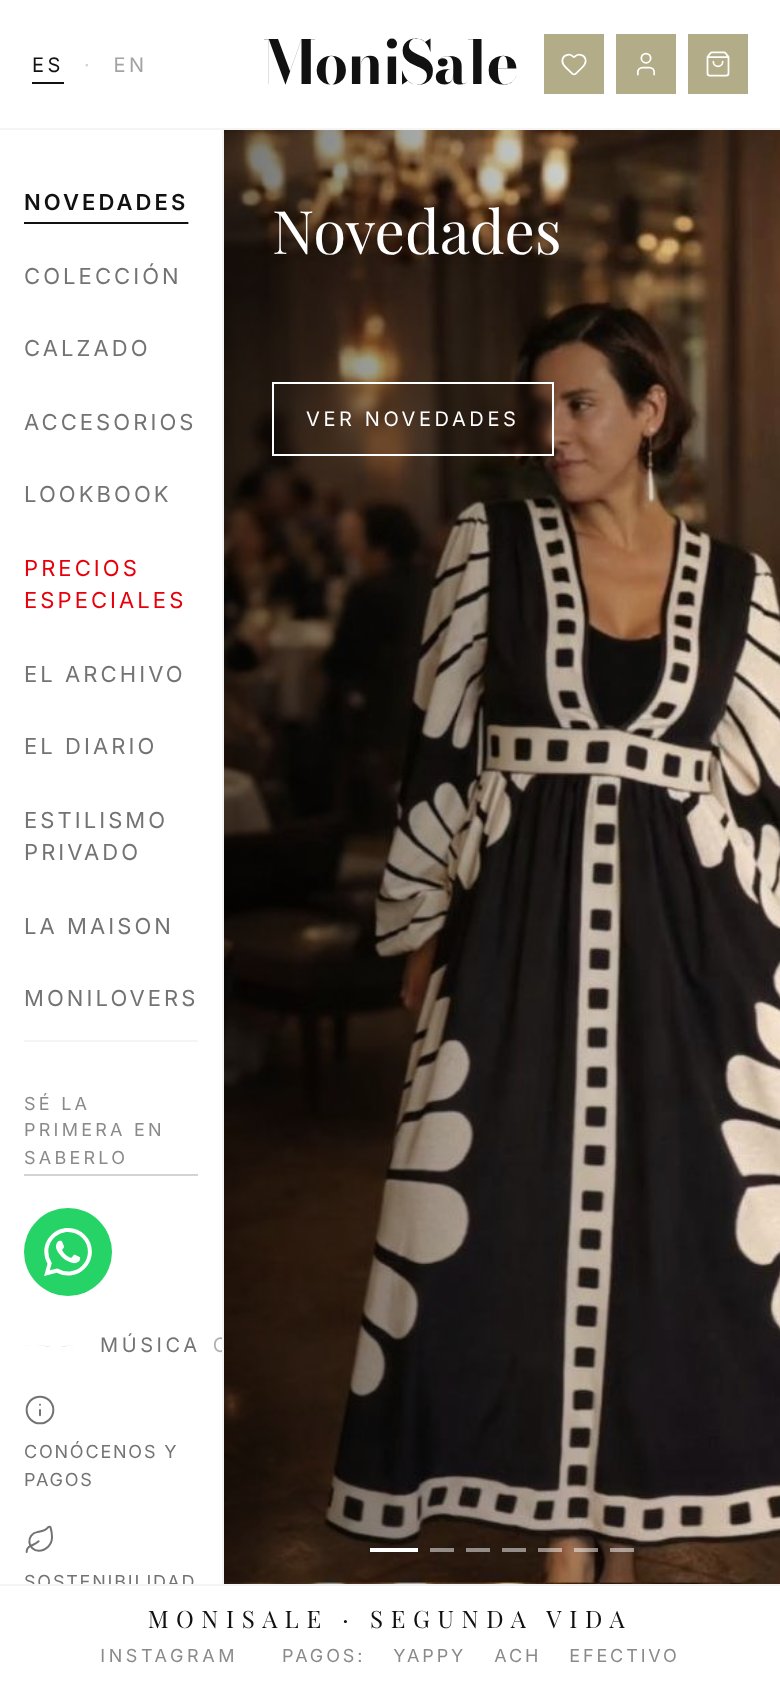 ES · EN
MoniSale
NOVEDADES
COLECCIÓN
CALZADO
ACCESORIOS
LOOKBOOK
PRECIOS
ESPECIALES
EL ARCHIVO
EL DIARIO
ESTILISMO
PRIVADO
LA MAISON
MONILOVERS
SÉ LA
PRIMERA EN
SABERLO
MÚSICA
CONÓCENOS Y
PAGOS
SOSTENIBILIDAD
Novedades
VER NOVEDADES
MONISALE · SEGUNDA VIDA
INSTAGRAM PAGOS: YAPPY ACH EFECTIVO